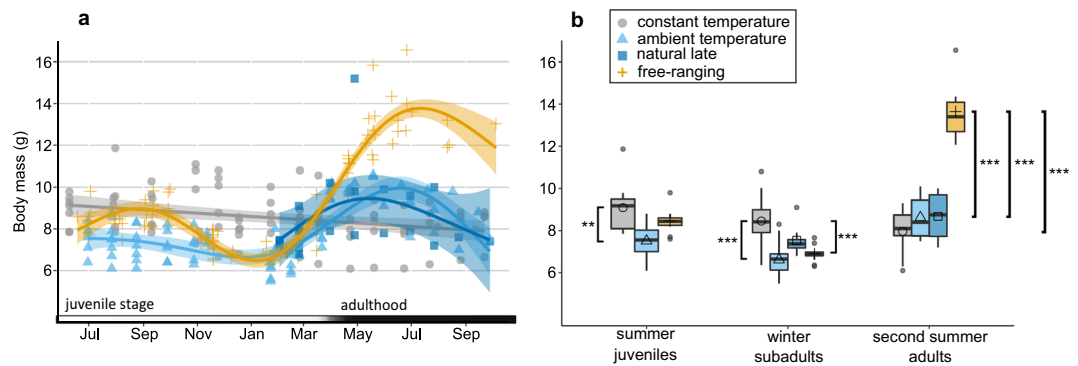 a
Body mass (g)
16
14
12
10
8
6
juvenile stage
adulthood
Jul
Sep
Nov
Jan
Mar
May
Jul
Sep
b
constant temperature
ambient temperature
natural late
free-ranging
16
14
12
10
8
6
**
***
***
***
***
***
summer
juveniles
winter
subadults
second summer
adults